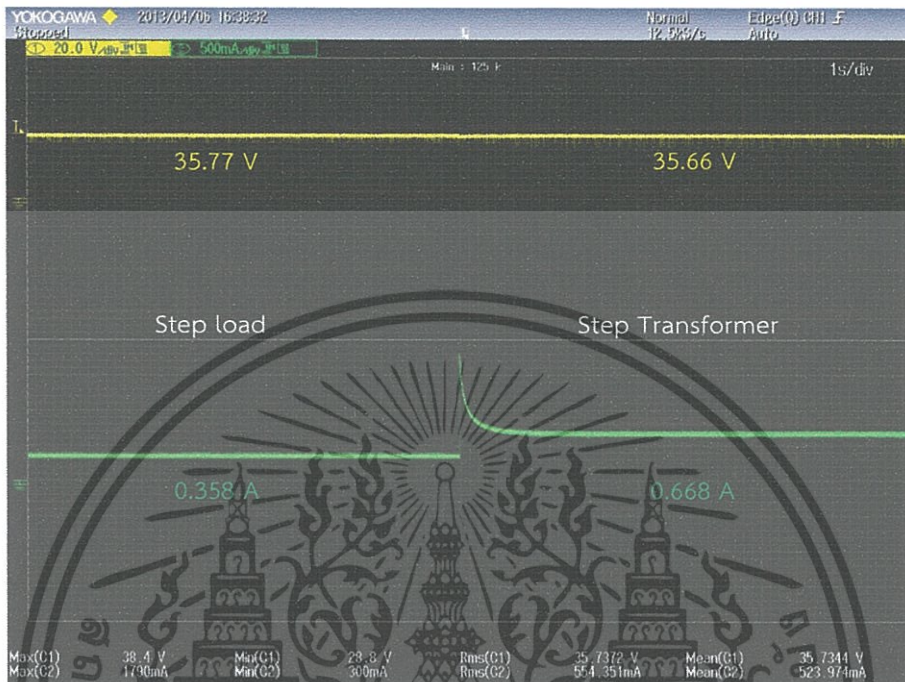 YOKOGAWA 2013/04/06 16:38:32 Normal Edge(Q) CH1
Stopped 12.5kS/s Auto
1 20.0 V/div 500mA/div
Main : 125 k 1s/div
35.77 V 35.66 V
Step load Step Transformer
0.358 A 0.668 A
Max(C1) 38.4 V Min(C1) 28.8 V Rms(C1) 35.7372 V Mean(C1) 35.7344 V
Max(C2) 1790mA Min(C2) 300mA Rms(C2) 554.351mA Mean(C2) 523.974mA